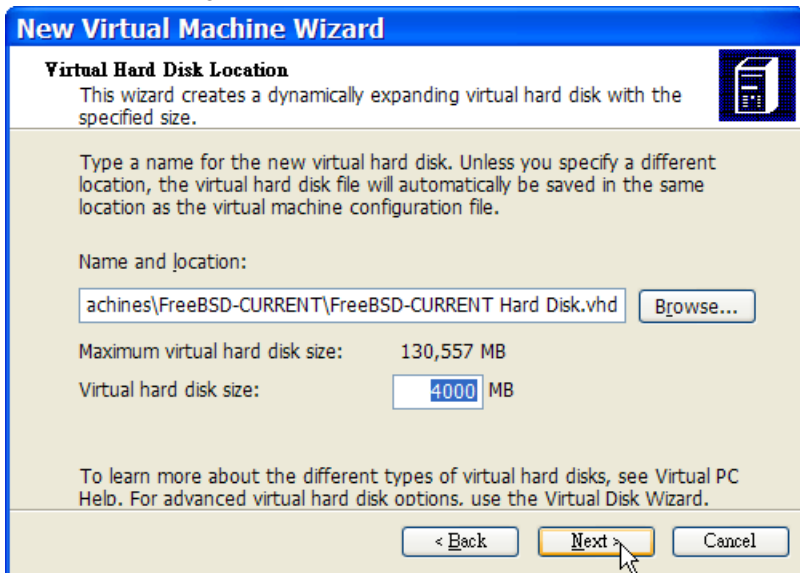 New Virtual Machine Wizard
Virtual Hard Disk Location
This wizard creates a dynamically expanding virtual hard disk with the
specified size.
Type a name for the new virtual hard disk. Unless you specify a different
location, the virtual hard disk file will automatically be saved in the same
location as the virtual machine configuration file.
Name and location:
achines\FreeBSD-CURRENT\FreeBSD-CURRENT Hard Disk.vhd Browse...
Maximum virtual hard disk size: 130,557 MB
Virtual hard disk size: 4000 MB
To learn more about the different types of virtual hard disks, see Virtual PC
Help. For advanced virtual hard disk options, use the Virtual Disk Wizard.
< Back Next > Cancel